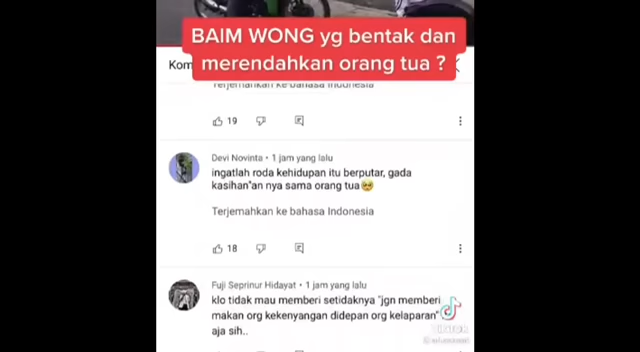 BAIM WONG yg bentak dan
merendahkan orang tua ?
Kom
Terjemahkan ke bahasa Indonesia
19
Devi Novinta • 1 jam yang lalu
ingatlah roda kehidupan itu berputar, gada
kasihan"an nya sama orang tua🥺
Terjemahkan ke bahasa Indonesia
18
Fuji Seprinur Hidayat • 1 jam yang lalu
klo tidak mau memberi setidaknya "jgn memberi
makan org kekenyangan didepan org kelaparan"
aja sih..
TikTok